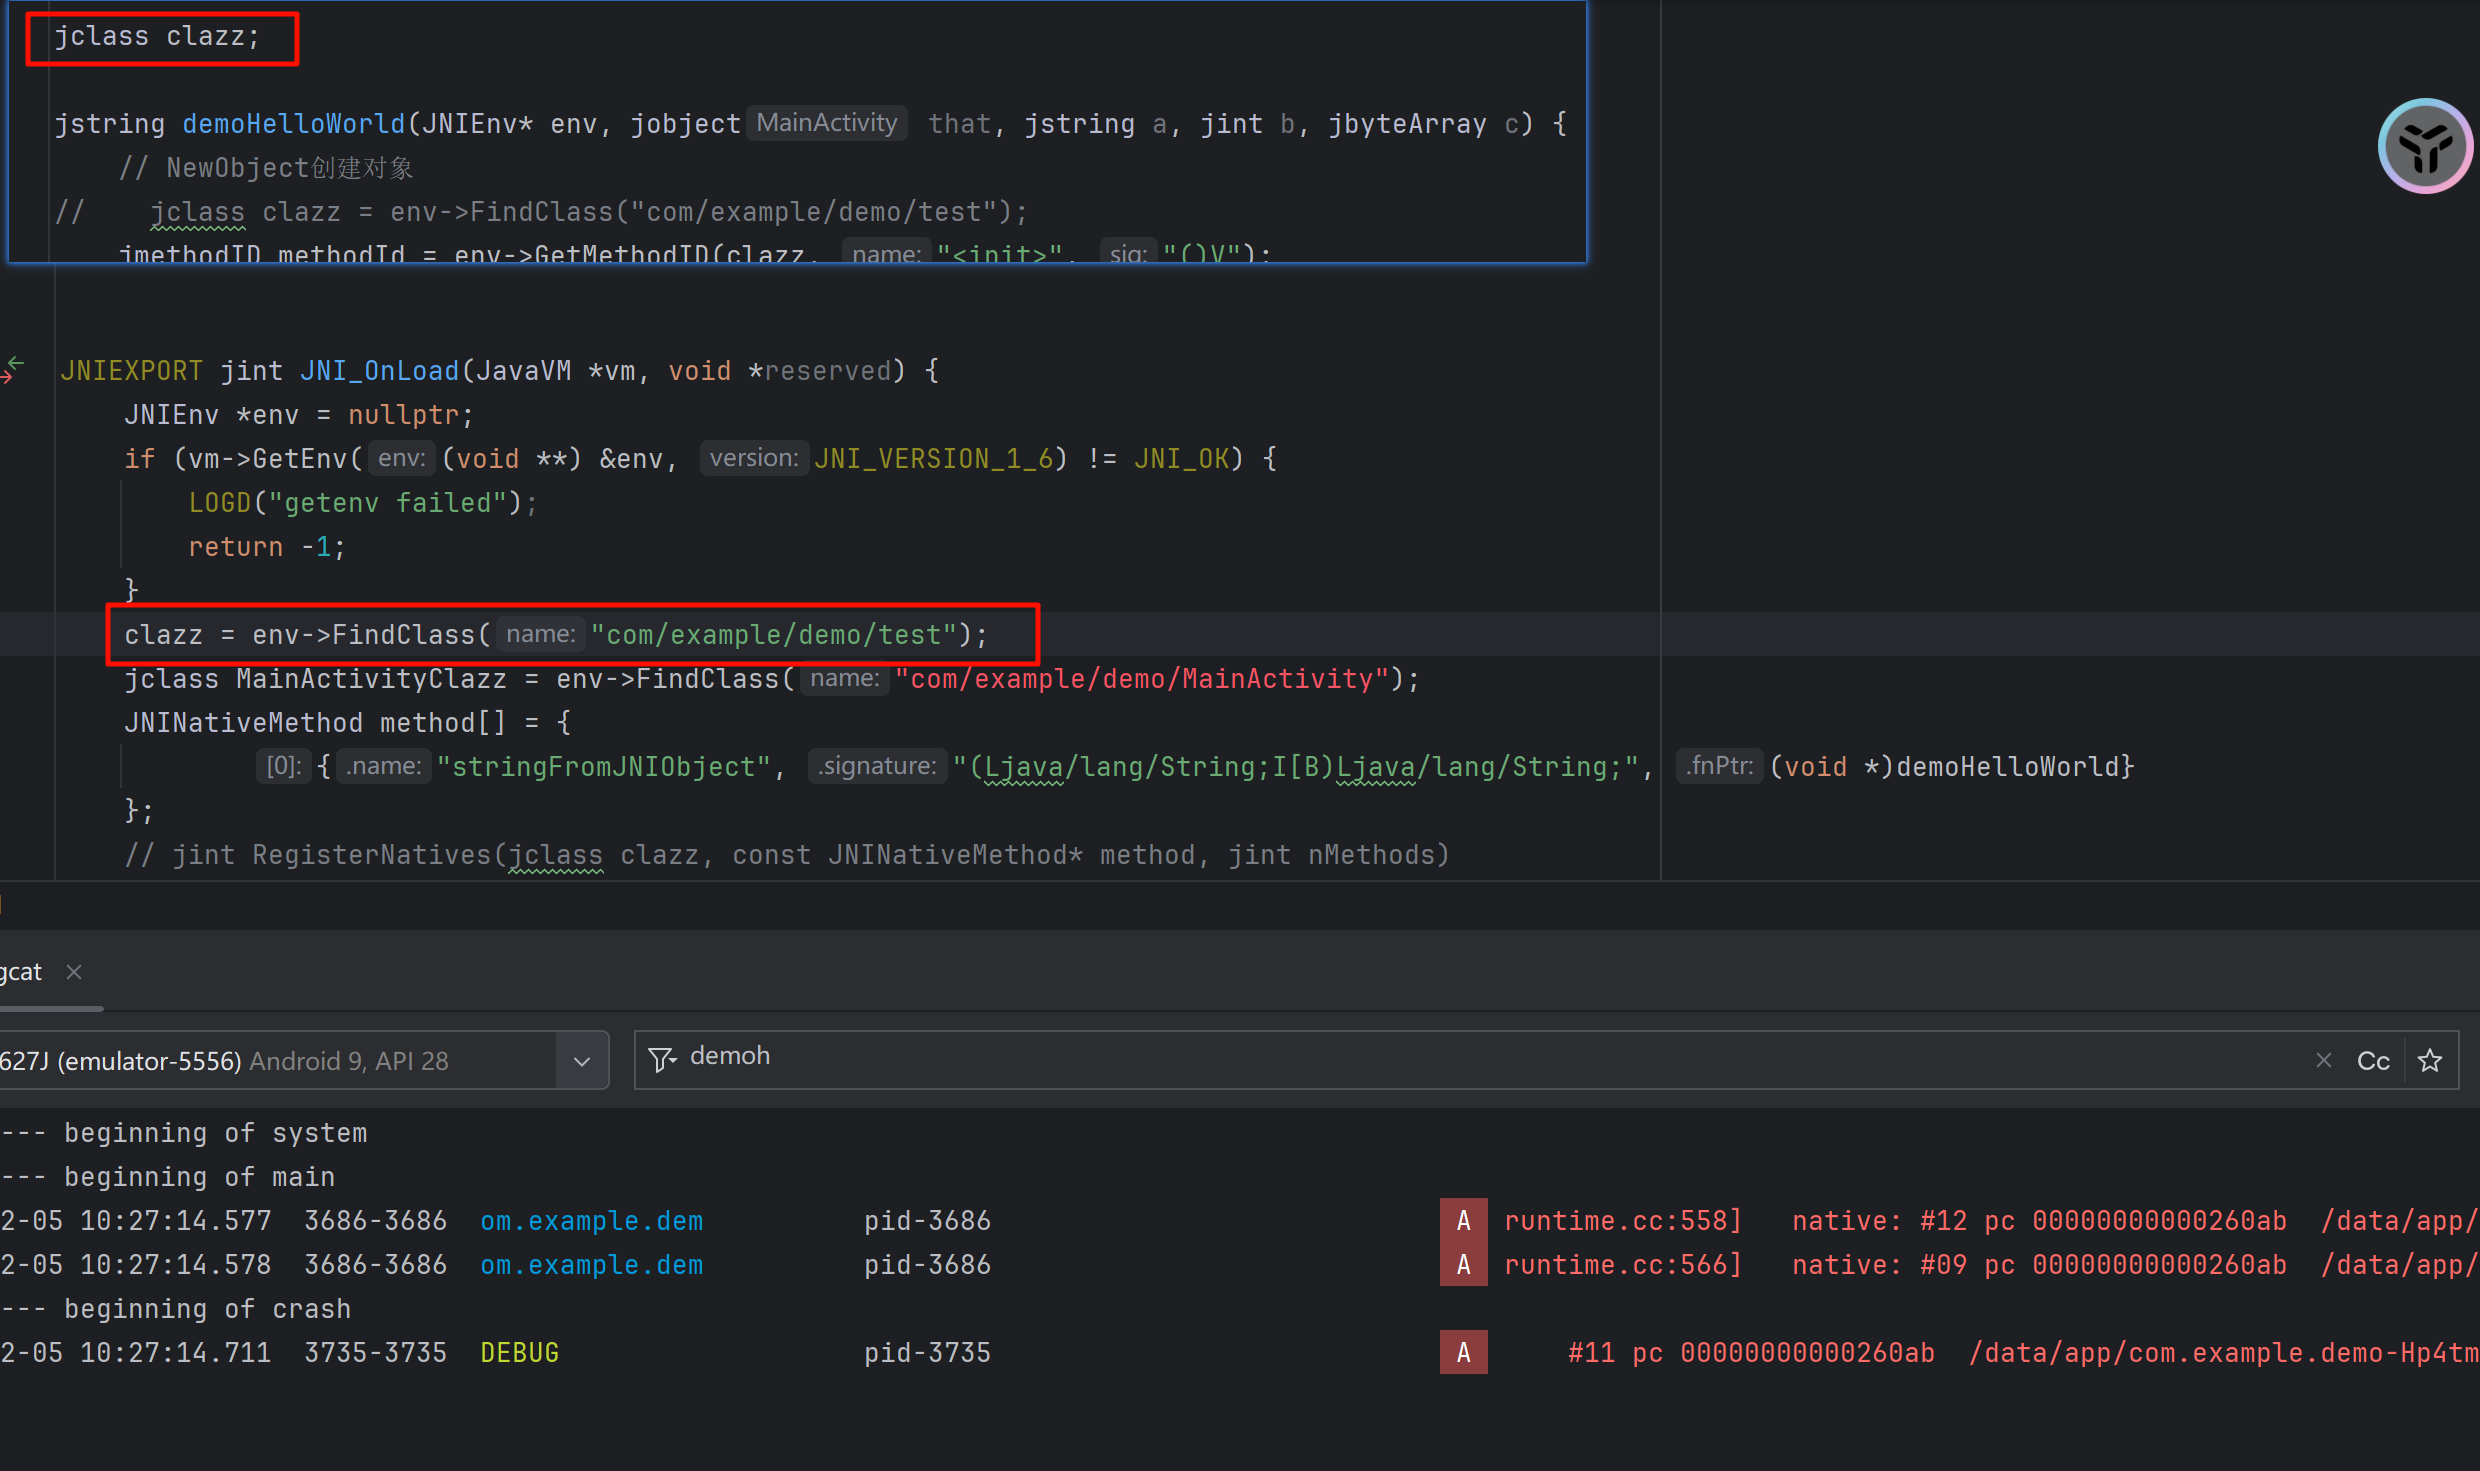 jclass clazz;
jstring demoHelloWorld(JNIEnv* env, jobject MainActivity that, jstring a, jint b, jbyteArray c) {
// NewObject创建对象
// jclass clazz = env->FindClass("com/example/demo/test");
jmethodID methodId = env->GetMethodID(clazz, name: "<init>", sig: "()V");
JNIEXPORT jint JNI_OnLoad(JavaVM *vm, void *reserved) {
JNIEnv *env = nullptr;
if (vm->GetEnv( env: (void **) &env, version: JNI_VERSION_1_6) != JNI_OK) {
LOGD("getenv failed");
return -1;
}
clazz = env->FindClass( name: "com/example/demo/test");
jclass MainActivityClazz = env->FindClass( name: "com/example/demo/MainActivity");
JNINativeMethod method[] = {
[0]: { .name: "stringFromJNIObject", .signature: "(Ljava/lang/String;I[B)Ljava/lang/String;", .fnPtr: (void *)demoHelloWorld}
};
// jint RegisterNatives(jclass clazz, const JNINativeMethod* method, jint nMethods)
gcat
627J (emulator-5556) Android 9, API 28
demoh
Cc
--- beginning of system
--- beginning of main
2-05 10:27:14.577 3686-3686 om.example.dem pid-3686 A runtime.cc:558] native: #12 pc 00000000000260ab /data/app/
2-05 10:27:14.578 3686-3686 om.example.dem pid-3686 A runtime.cc:566] native: #09 pc 00000000000260ab /data/app/
--- beginning of crash
2-05 10:27:14.711 3735-3735 DEBUG pid-3735 A #11 pc 00000000000260ab /data/app/com.example.demo-Hp4tm